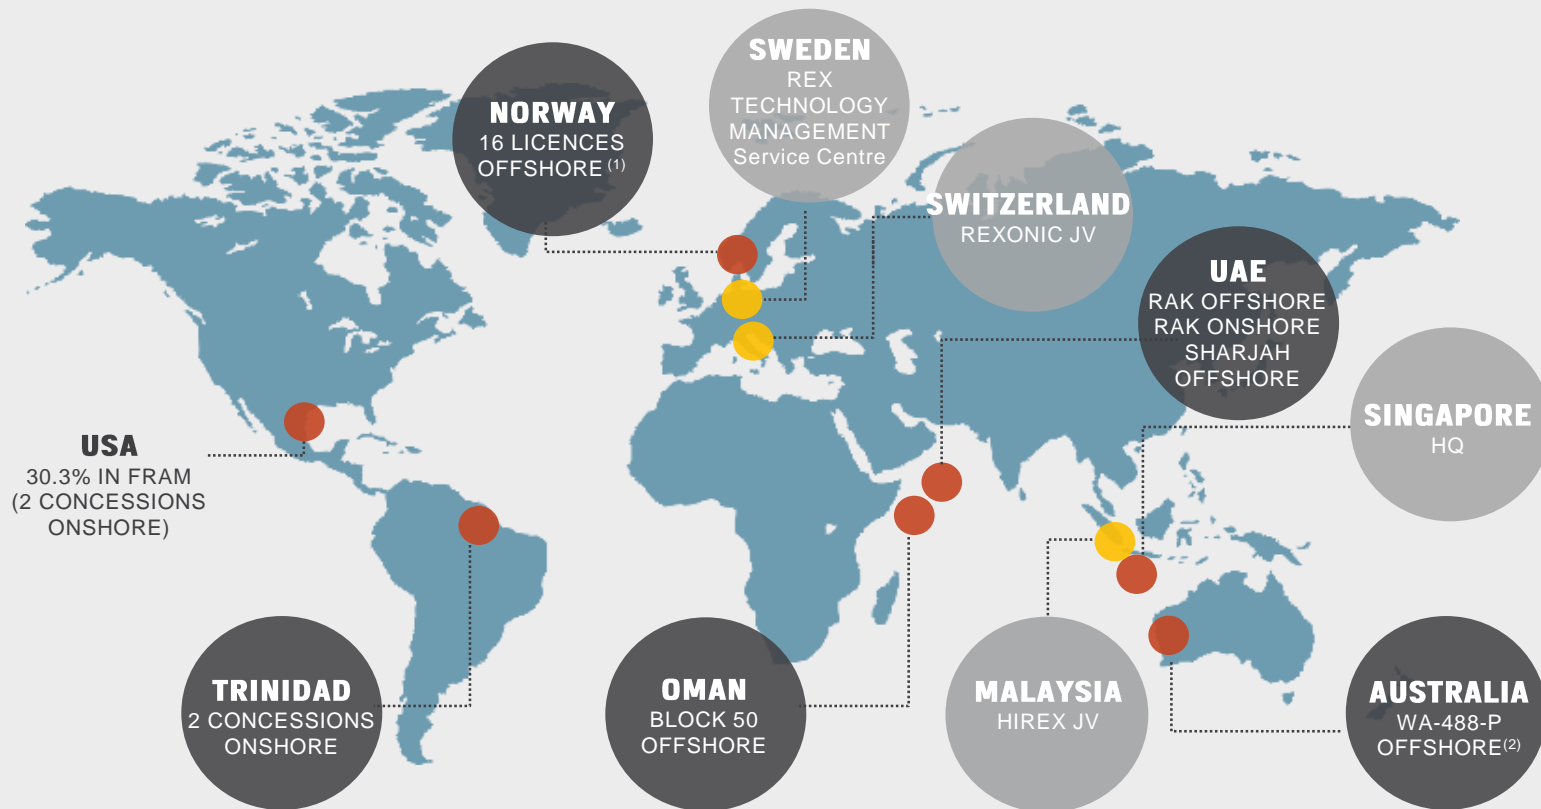 NORWAY
16 LICENCES
OFFSHORE (1)
SWEDEN
REX
TECHNOLOGY
MANAGEMENT
Service Centre
SWITZERLAND
REXONIC JV
UAE
RAK OFFSHORE
RAK ONSHORE
SHARJAH
OFFSHORE
SINGAPORE
HQ
USA
30.3% IN FRAM
(2 CONCESSIONS
ONSHORE)
TRINIDAD
2 CONCESSIONS
ONSHORE
OMAN
BLOCK 50
OFFSHORE
MALAYSIA
HIREX JV
AUSTRALIA
WA-488-P
OFFSHORE(2)